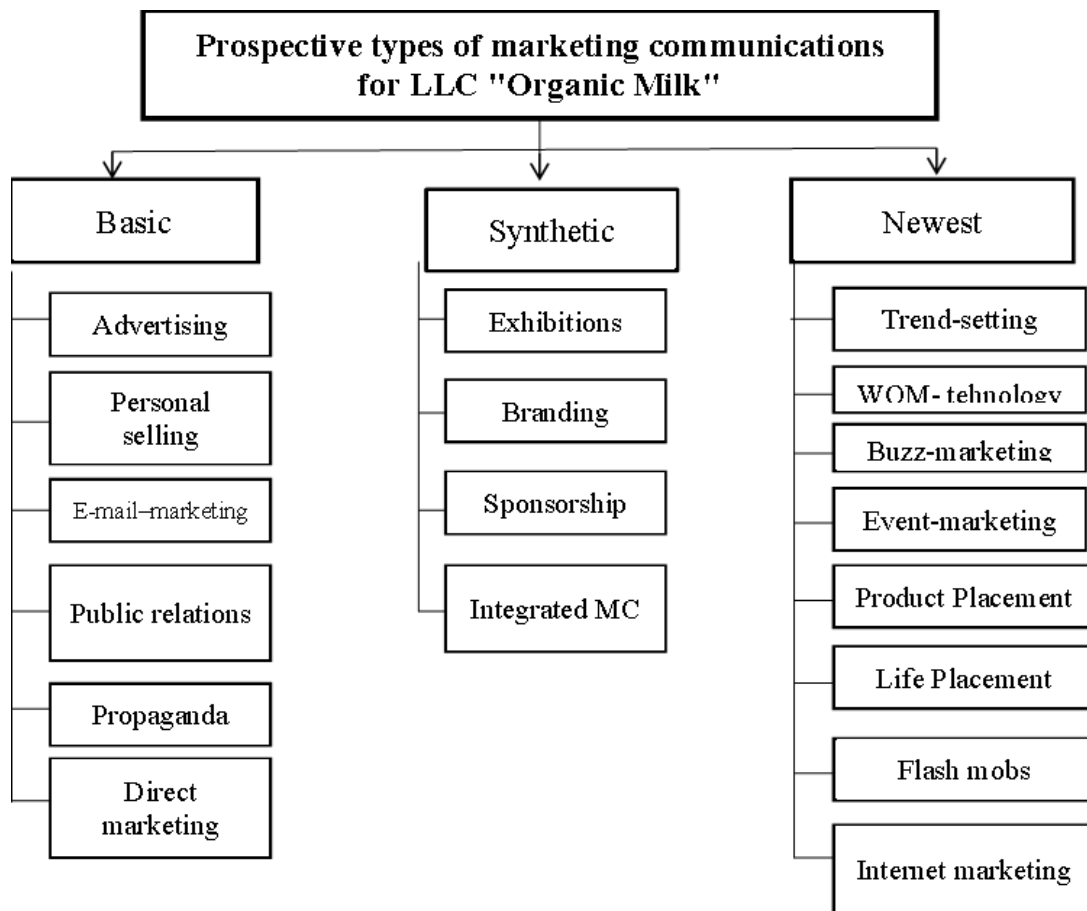 Prospective types of marketing communications
for LLC "Organic Milk"
Basic
Advertising
Personal
selling
E-mail–marketing
Public relations
Propaganda
Direct
marketing
Synthetic
Exhibitions
Branding
Sponsorship
Integrated MC
Newest
Trend-setting
WOM- tehnology
Buzz-marketing
Event-marketing
Product Placement
Life Placement
Flash mobs
Internet marketing